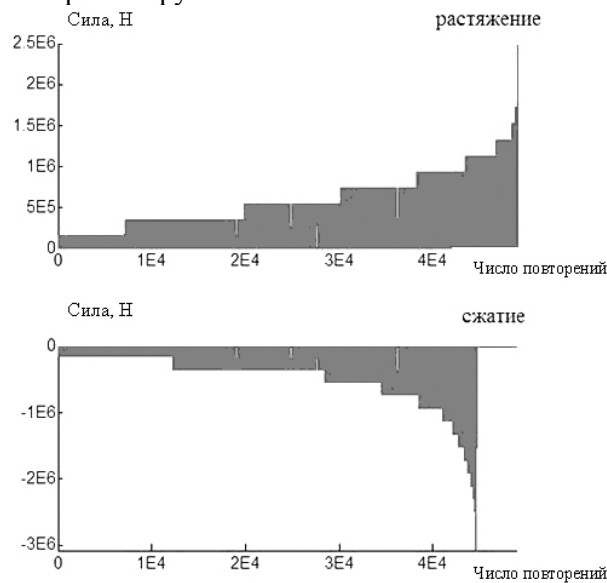 Сила, Н
растяжение
2.5E6
2E6
1.5E6
1E6
5E5
0
0 1E4 2E4 3E4 4E4
Число повторений
Сила, Н
сжатие
0
-1E6
-2E6
-3E6
0 1E4 2E4 3E4 4E4
Число повторений